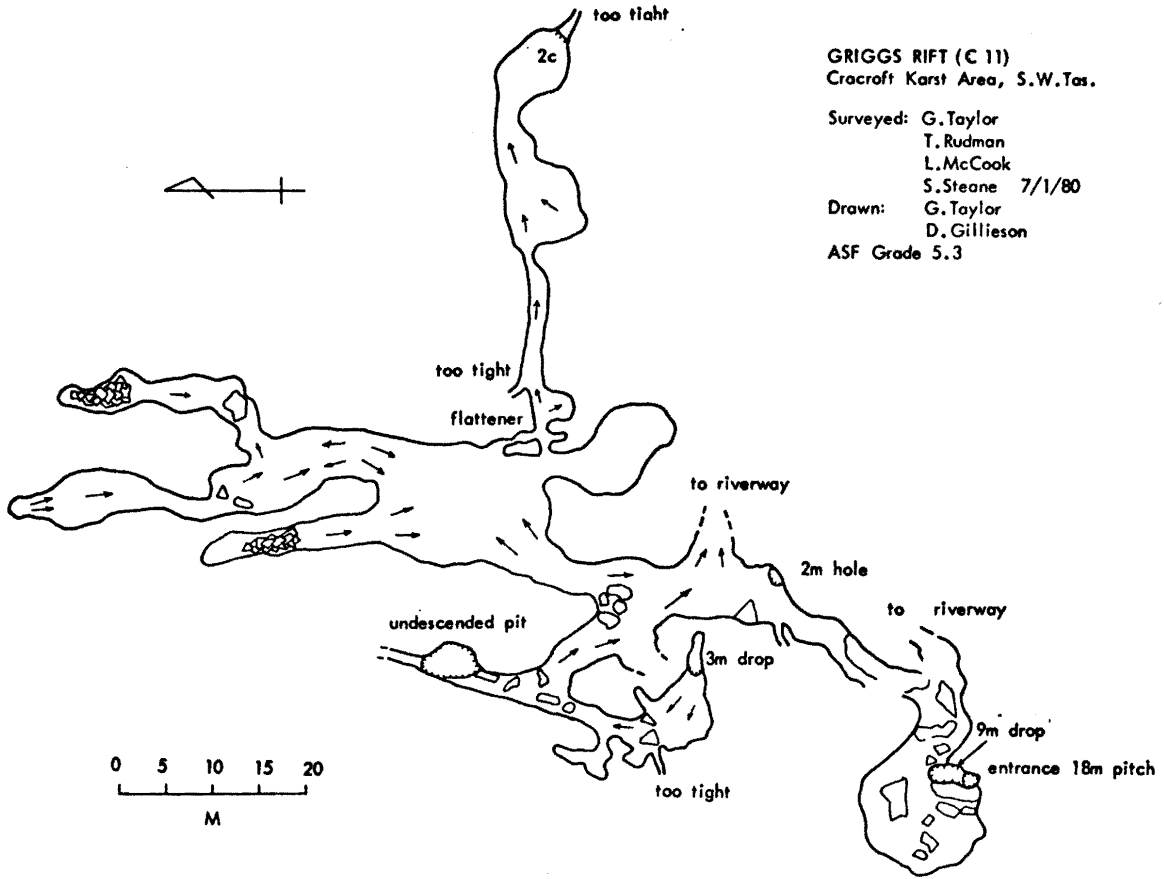 too tight
2c
GRIGGS RIFT (C 11)
Cracroft Karst Area, S.W.Tas.
Surveyed: G.Taylor
T.Rudman
L.McCook
S.Steane 7/1/80
Drawn: G.Taylor
D.Gillieson
ASF Grade 5.3
too tight
flattener
to riverway
2m hole
to riverway
undescended pit
3m drop
9m drop
entrance 18m pitch
too tight
0 5 10 15 20
M